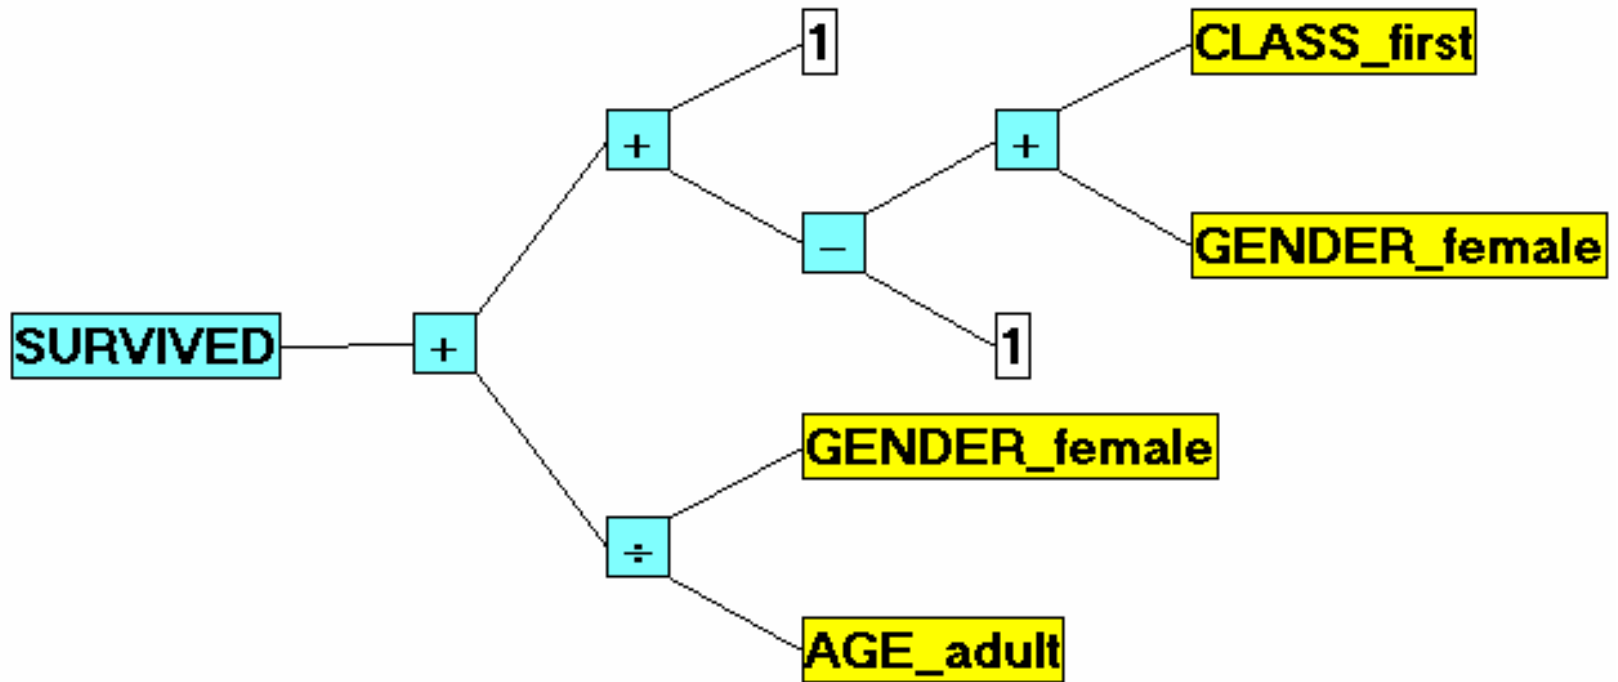 1
CLASS_first
+
+
−
GENDER_female
SURVIVED
+
1
GENDER_female
÷
AGE_adult